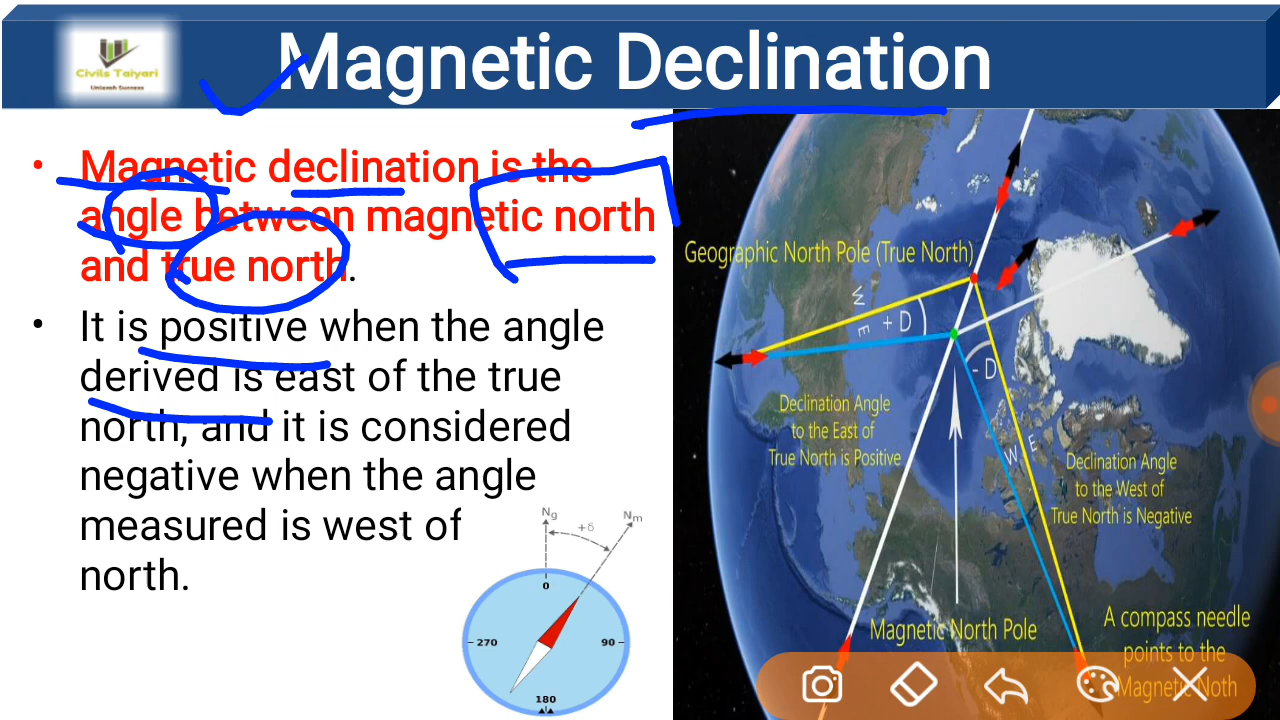 Civils Taiyari
Unleash Success
Magnetic Declination
• Magnetic declination is the
angle between magnetic north
and true north.
• It is positive when the angle
derived is east of the true
north, and it is considered
negative when the angle
measured is west of
north.
Ng
+δ
Nm
0
270
90
180
Geographic North Pole (True North)
W
E
+ D
- D
Declination Angle
to the East of
True North is Positive
W
E
Declination Angle
to the West of
True North is Negative
Magnetic North Pole
A compass needle
points to the
Magnetic Noth